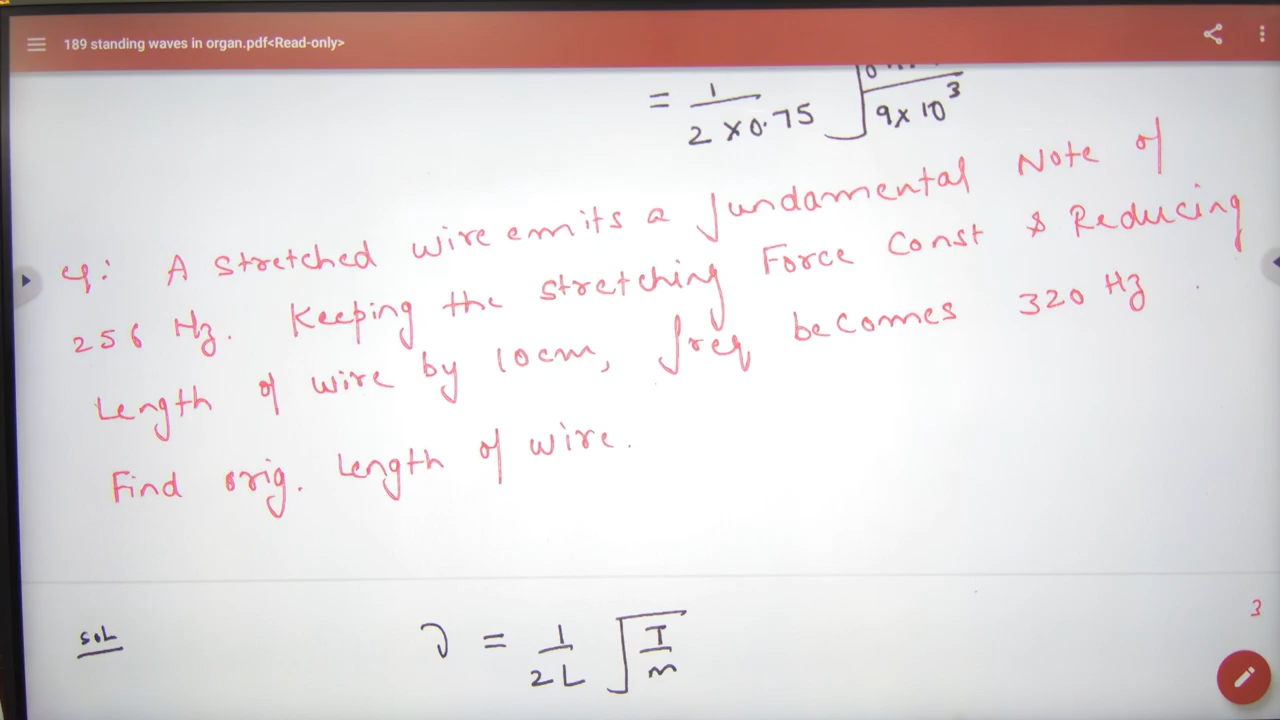 189 standing waves in organ.pdf<Read-only>
= 1 / 2 × 0.75 √ / 9 × 10³
eg: A stretched wire emits a fundamental Note of
256 Hz. Keeping the stretching Force Const & Reducing
Length of wire by 10cm, freq becomes 320 Hz.
Find orig. Length of wire.
3
Sol
ν = 1 / 2L √ T / m